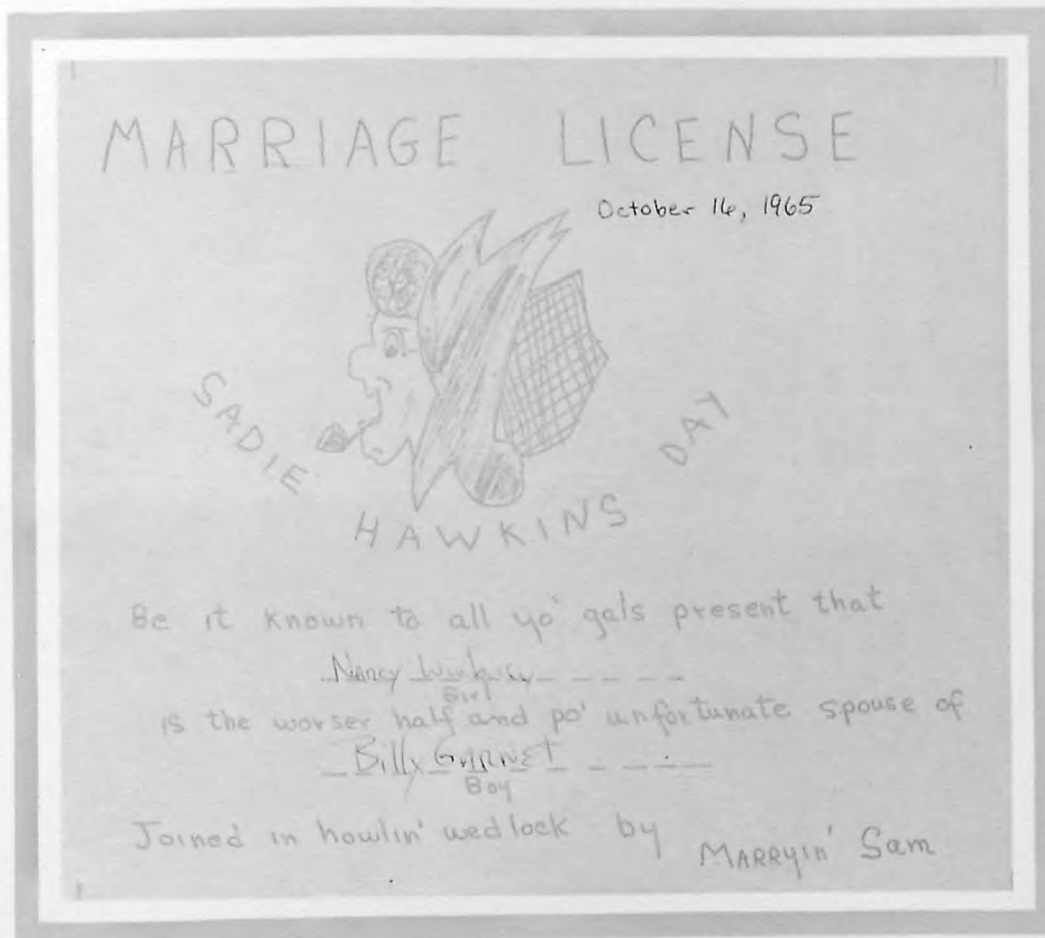 MARRIAGE LICENSE
October 16, 1965
SADIE HAWKINS DAY
Be it known to all yo' gals present that
Nancy
Girl
is the worser half and po' unfortunate spouse of
Billy GARNET
Boy
Joined in howlin' wedlock by MARRYin' Sam